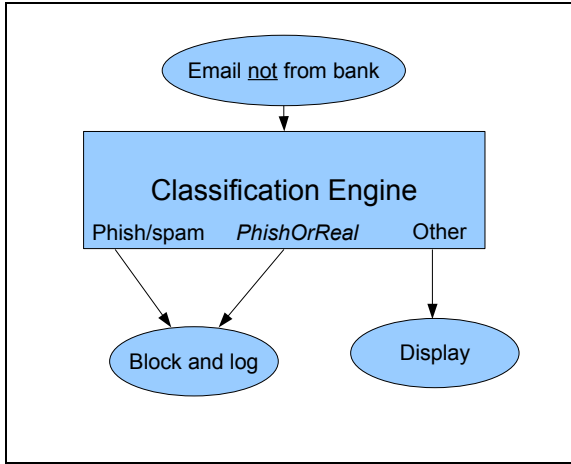 Email not from bank
Classification Engine
Phish/spam PhishOrReal Other
Block and log
Display